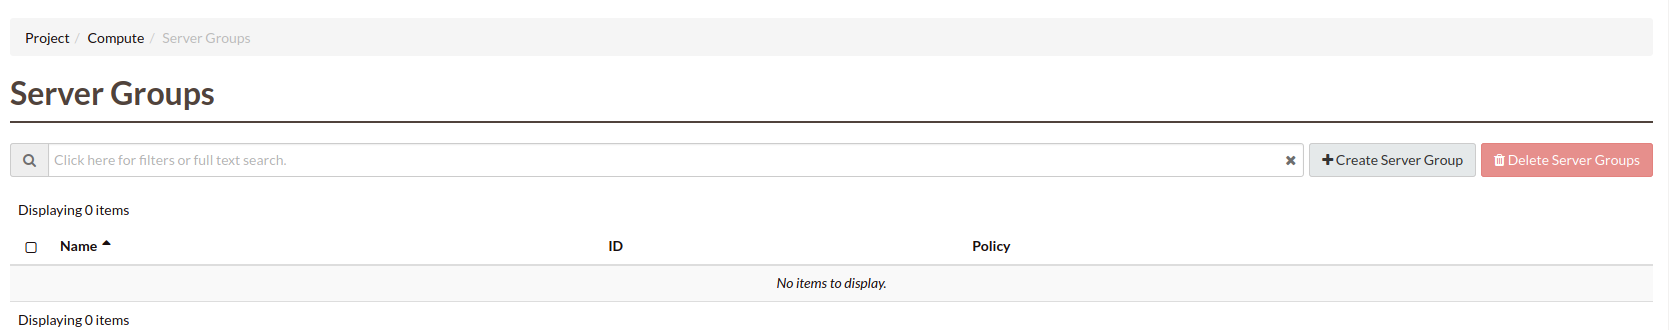 Project / Compute / Server Groups
Server Groups
Click here for filters or full text search. Create Server Group Delete Server Groups
Displaying 0 items
Name ID Policy
No items to display.
Displaying 0 items